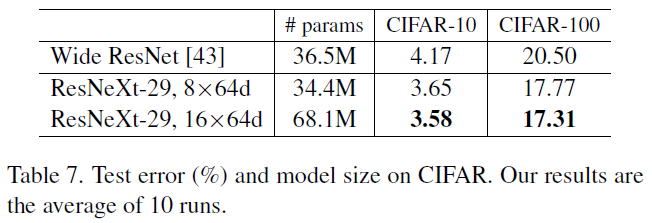 # params CIFAR-10 CIFAR-100
Wide ResNet [43] 36.5M 4.17 20.50
ResNeXt-29, 8×64d 34.4M 3.65 17.77
ResNeXt-29, 16×64d 68.1M 3.58 17.31
Table 7. Test error (%) and model size on CIFAR. Our results are
the average of 10 runs.